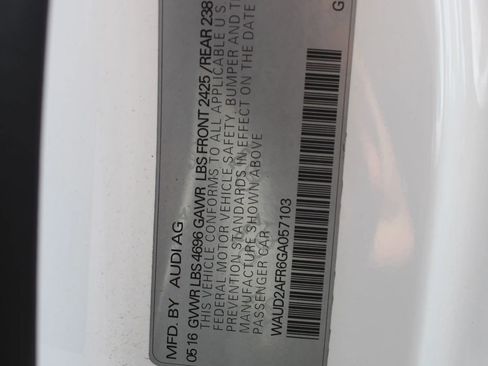 MFD. BY AUDI AG
0516 GVWR LBS 4696 GAWR LBS FRONT 2425 /REAR 238
THIS VEHICLE CONFORMS TO ALL APPLICABLE U.S.
FEDERAL MOTOR VEHICLE SAFETY, BUMPER AND
PREVENTION STANDARDS IN EFFECT ON THE DATE
MANUFACTURE SHOWN ABOVE
PASSENGER CAR
WAUD2AFR6GA057103
G